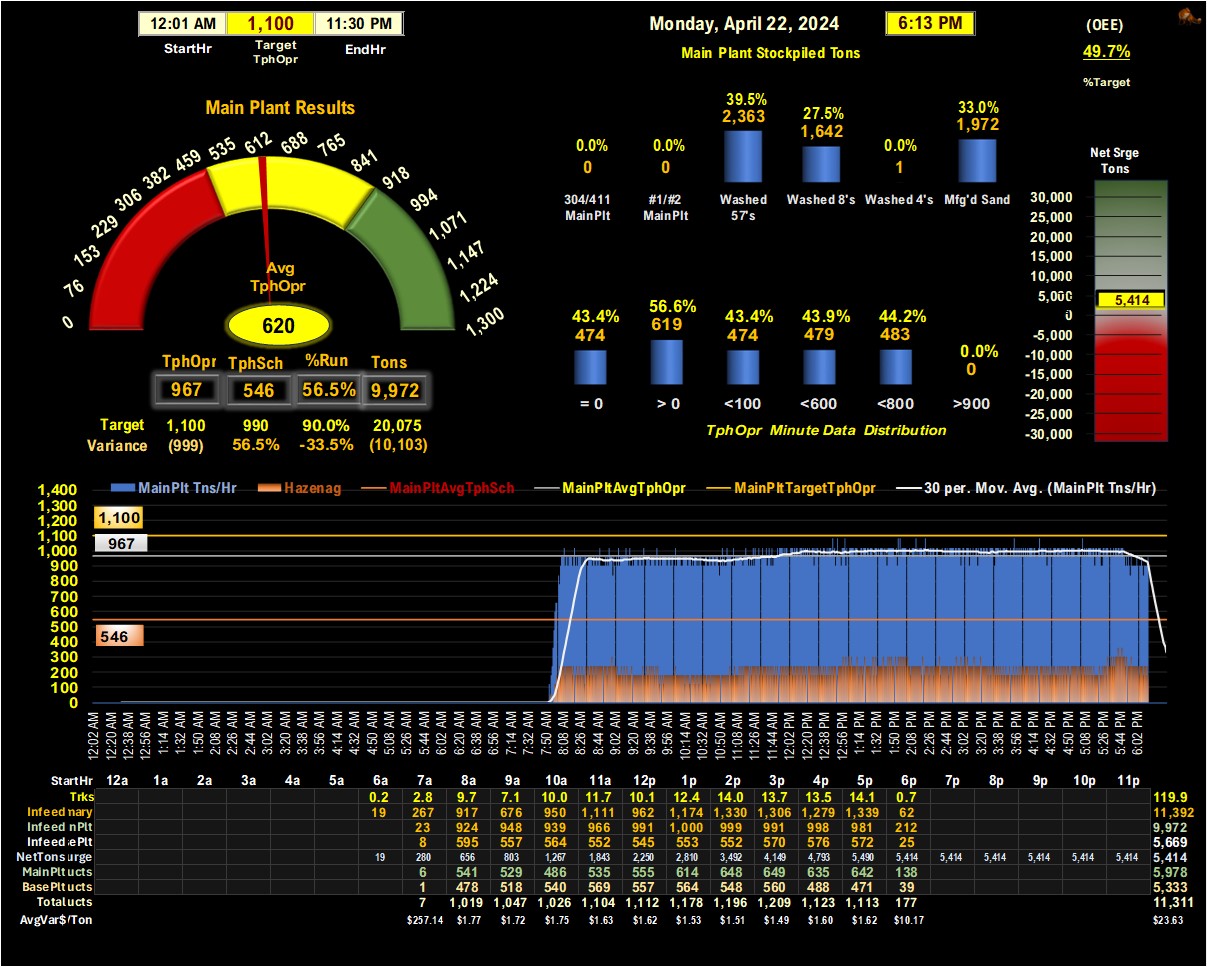 12:01 AM 1,100 11:30 PM
StartHr Target TphOpr EndHr
Monday, April 22, 2024 6:13 PM
Main Plant Stockpiled Tons
(OEE)
49.7%
%Target
Main Plant Results
0 76 153 229 306 382 459 535 612 688 765 841 918 994 1,071 1,147 1,224 1,300
Avg
TphOpr
620
TphOpr TphSch %Run Tons
967 546 56.5% 9,972
Target 1,100 990 90.0% 20,075
Variance (999) 56.5% -33.5% (10,103)
0.0% 0.0% 39.5% 27.5% 0.0% 33.0%
0 0 2,363 1,642 1 1,972
304/411 MainPlt #1/#2 MainPlt Washed 57's Washed 8's Washed 4's Mfg'd Sand
43.4% 56.6% 43.4% 43.9% 44.2% 0.0%
474 619 474 479 483 0
= 0 > 0 <100 <600 <800 >900
TphOpr Minute Data Distribution
Net Srge
Tons
30,000
25,000
20,000
15,000
10,000
5,000
5,414
0
-5,000
-10,000
-15,000
-20,000
-25,000
-30,000
MainPlt Tns/Hr Hazenag MainPltAvgTphSch MainPltAvgTphOpr MainPltTargetTphOpr 30 per. Mov. Avg. (MainPlt Tns/Hr)
1,400
1,300
1,200
1,100
1,000
900
800
700
600
500
400
300
200
100
0
1,100
967
546
12:02 AM 12:20 AM 12:38 AM 12:56 AM 1:14 AM 1:32 AM 1:50 AM 2:08 AM 2:26 AM 2:44 AM 3:02 AM 3:20 AM 3:38 AM 3:56 AM 4:14 AM 4:32 AM 4:50 AM 5:08 AM 5:26 AM 5:44 AM 6:02 AM 6:20 AM 6:38 AM 6:56 AM 7:14 AM 7:32 AM 7:50 AM 8:08 AM 8:26 AM 8:44 AM 9:02 AM 9:20 AM 9:38 AM 9:56 AM 10:14 AM 10:32 AM 10:50 AM 11:08 AM 11:26 AM 11:44 AM 12:02 PM 12:20 PM 12:38 PM 12:56 PM 1:14 PM 1:32 PM 1:50 PM 2:08 PM 2:26 PM 2:44 PM 3:02 PM 3:20 PM 3:38 PM 3:56 PM 4:14 PM 4:32 PM 4:50 PM 5:08 PM 5:26 PM 5:44 PM 6:02 PM
StartHr 12a 1a 2a 3a 4a 5a 6a 7a 8a 9a 10a 11a 12p 1p 2p 3p 4p 5p 6p 7p 8p 9p 10p 11p
Trks 0.2 2.8 9.7 7.1 10.0 11.7 10.1 12.4 14.0 13.7 13.5 14.1 0.7 119.9
Infeed mary 19 267 917 676 950 1,111 962 1,174 1,330 1,306 1,279 1,339 62 11,392
Infeed nPlt 23 924 948 939 966 991 1,000 999 991 998 981 212 9,972
Infeed ePlt 8 595 557 564 552 545 553 552 570 576 572 25 5,669
NetTons urge 19 280 656 803 1,267 1,843 2,250 2,810 3,492 4,149 4,793 5,490 5,414 5,414 5,414 5,414 5,414 5,414 5,414
MainPlt ucts 6 541 529 486 535 555 614 648 649 635 642 138 5,978
BasePlt ucts 1 478 518 540 569 557 564 548 560 488 471 39 5,333
Total ucts 7 1,019 1,047 1,026 1,104 1,112 1,178 1,196 1,209 1,123 1,113 177 11,311
AvgVar$/Ton $257.14 $1.77 $1.72 $1.75 $1.63 $1.62 $1.53 $1.51 $1.49 $1.60 $1.62 $10.17 $23.63